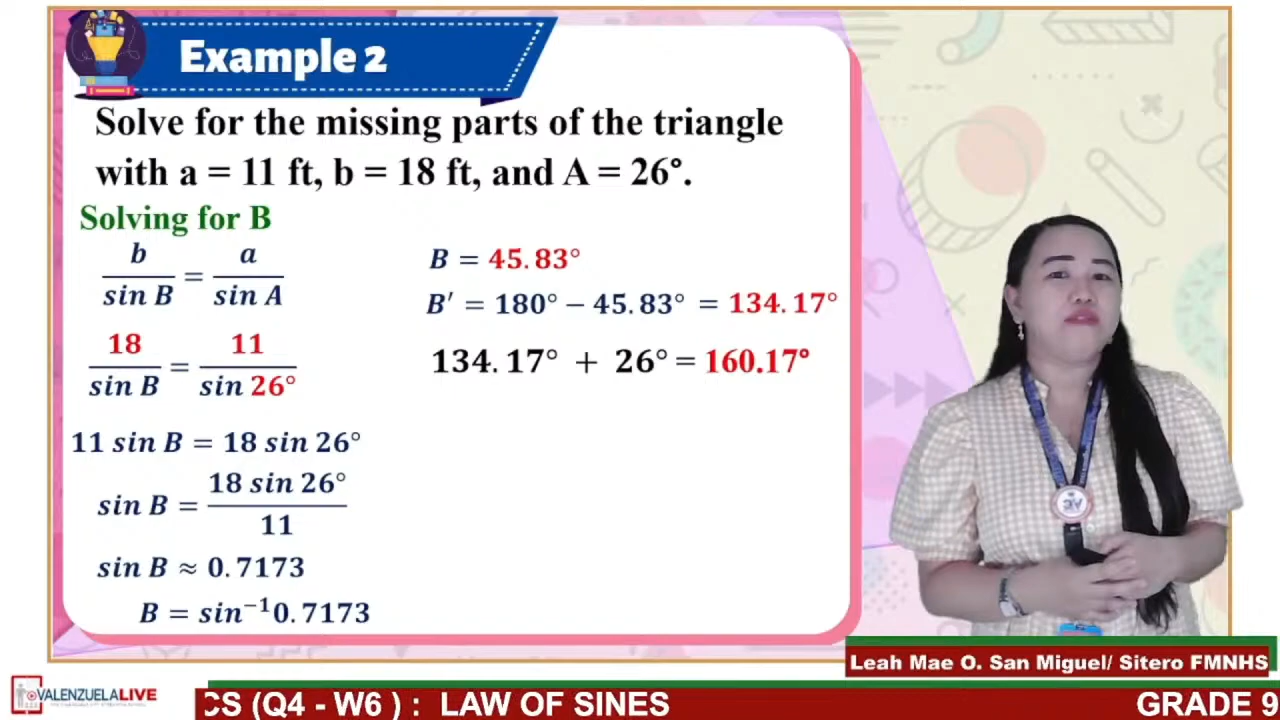 Example 2
Solve for the missing parts of the triangle
with a = 11 ft, b = 18 ft, and A = 26°.
Solving for B
b/sin B = a/sin A
18/sin B = 11/sin 26°
11 sin B = 18 sin 26°
sin B = 18 sin 26°/11
sin B ≈ 0.7173
B = sin⁻¹0.7173
B = 45.83°
B′ = 180° − 45.83° = 134.17°
134.17° + 26° = 160.17°
Leah Mae O. San Miguel/ Sitero FMNHS
VALENZUELALIVE
CS (Q4 - W6 ) : LAW OF SINES
GRADE 9